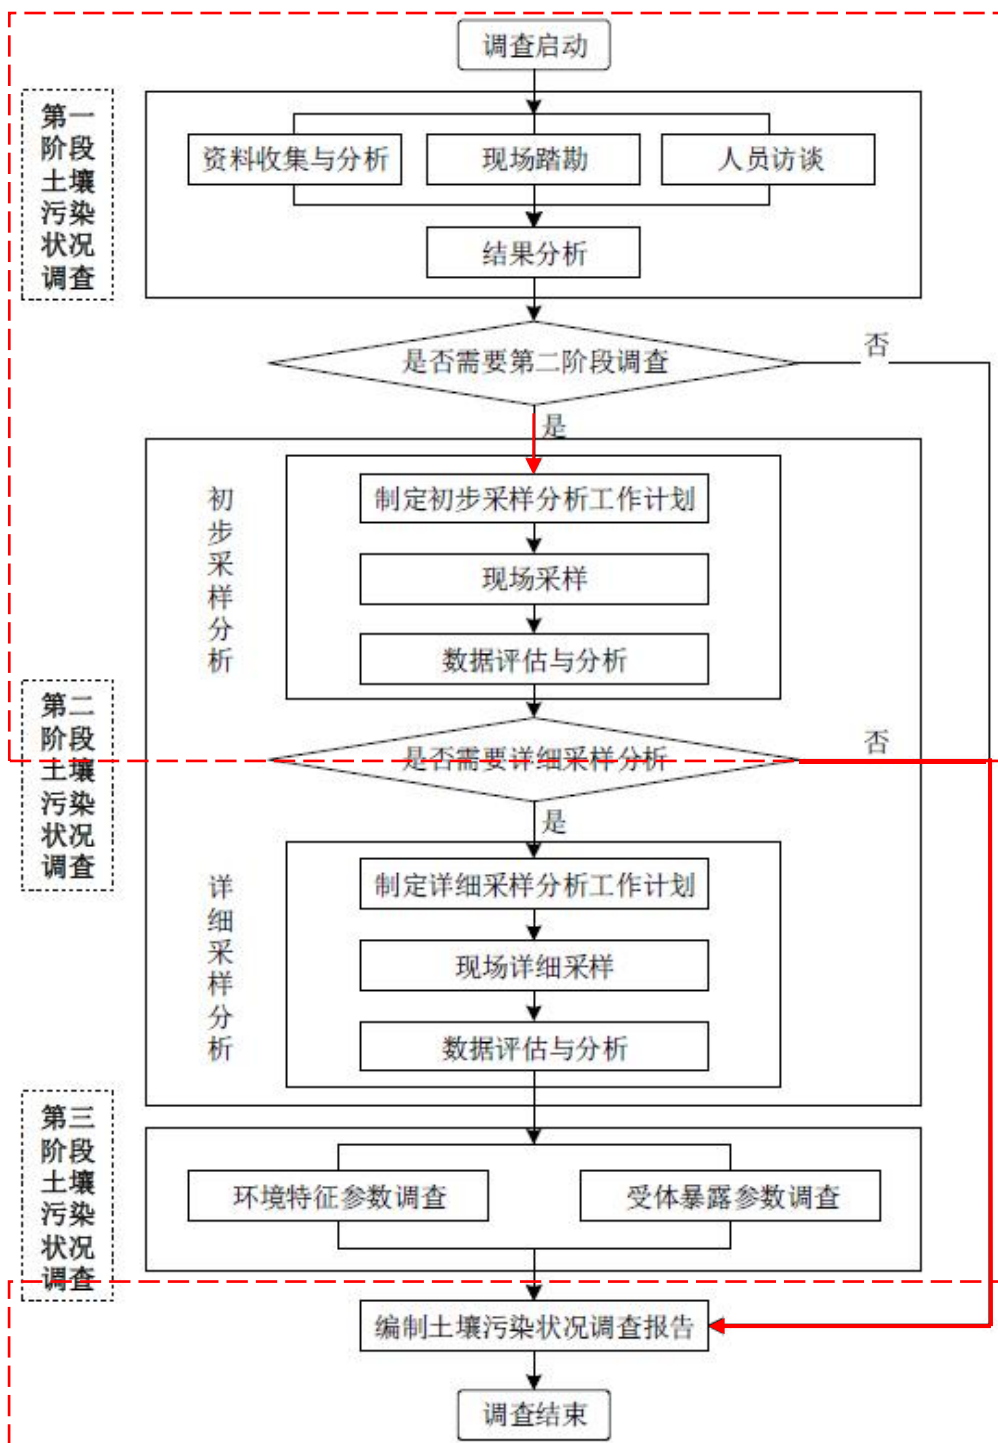 调查启动
第一
阶段
土壤
污染
状况
调查
资料收集与分析
现场踏勘
人员访谈
结果分析
是否需要第二阶段调查
否
是
初
步
采
样
分
析
制定初步采样分析工作计划
现场采样
数据评估与分析
第二
阶段
土壤
污染
状况
调查
是否需要详细采样分析
否
是
详
细
采
样
分
析
制定详细采样分析工作计划
现场详细采样
数据评估与分析
第三
阶段
土壤
污染
状况
调查
环境特征参数调查
受体暴露参数调查
编制土壤污染状况调查报告
调查结束